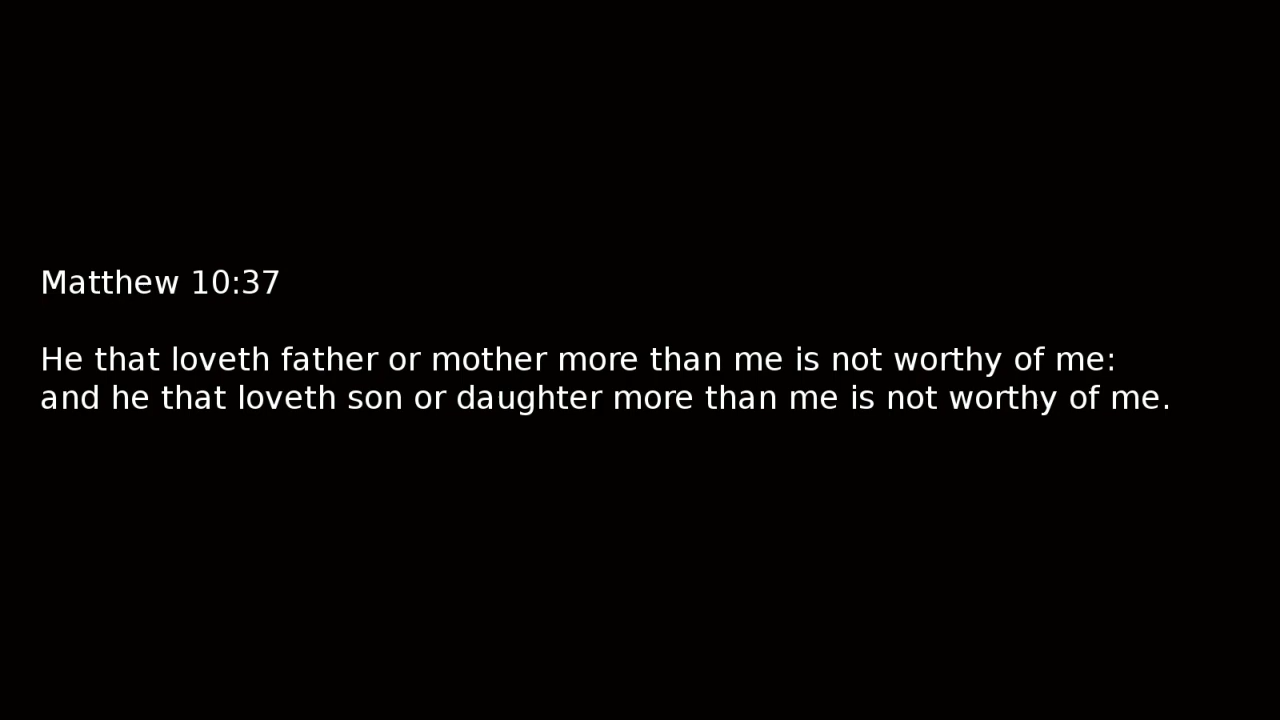 Matthew 10:37
He that loveth father or mother more than me is not worthy of me:
and he that loveth son or daughter more than me is not worthy of me.